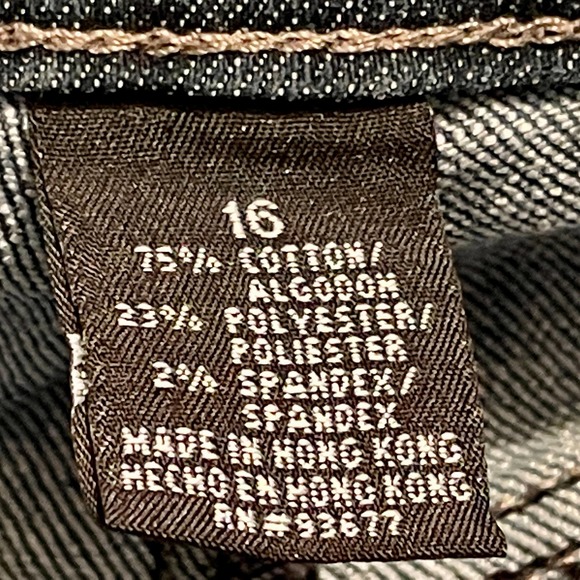 16
75% COTTON/
ALGODON
23% POLYESTER/
POLIESTER
2% SPANDEX/
SPANDEX
MADE IN HONG KONG
HECHO EN HONG KONG
RN#93677